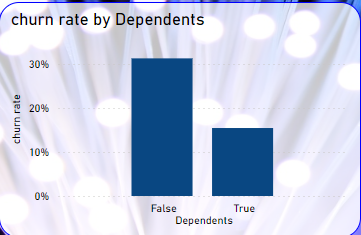 churn rate by Dependents
30%
20%
10%
0%
churn rate
False True
Dependents